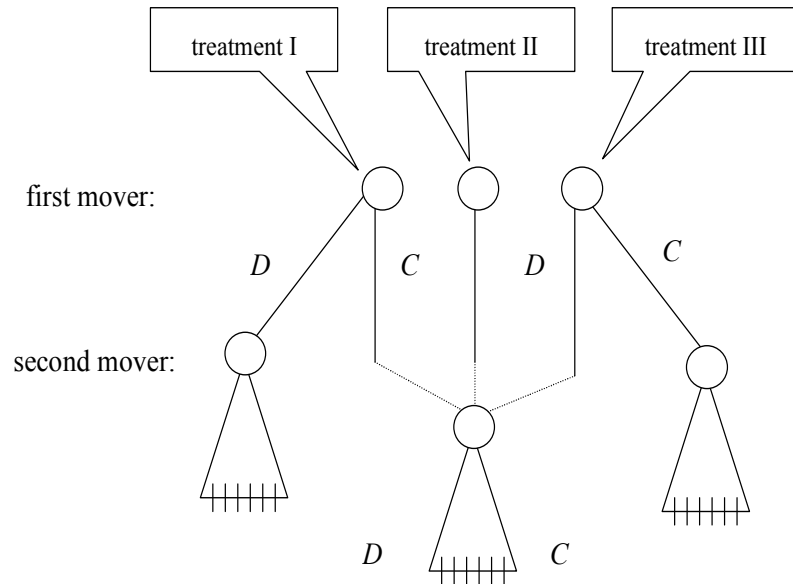 treatment I
treatment II
treatment III
first mover:
D
C
D
C
second mover:
D
C